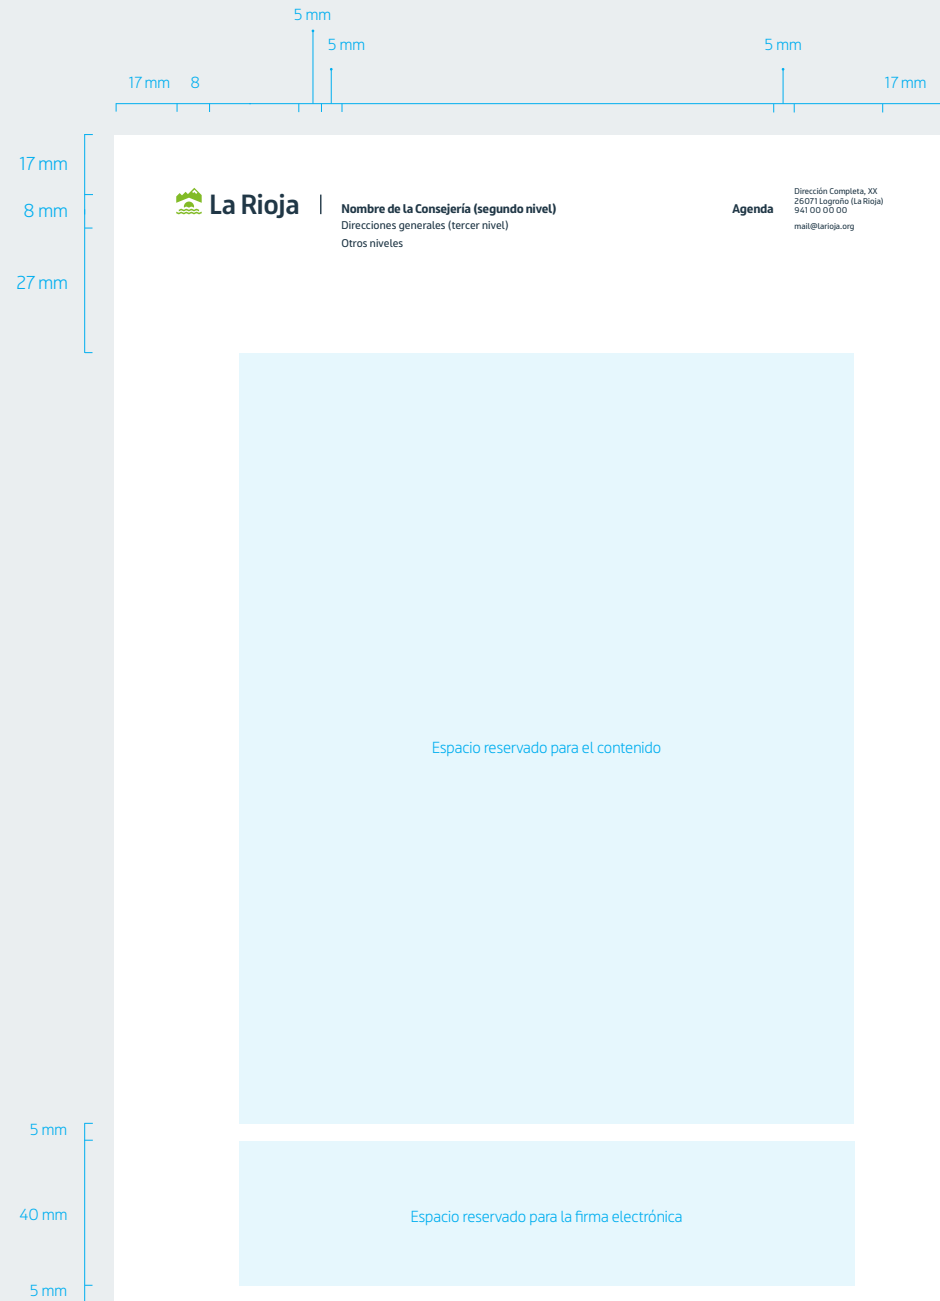 5 mm
5 mm
5 mm
17 mm
8
17 mm
17 mm
8 mm
27 mm
La Rioja
Nombre de la Consejería (segundo nivel)
Direcciones generales (tercer nivel)
Otros niveles
Agenda
Dirección Completa, XX
26071 Logroño (La Rioja)
941 00 00 00
mail@larioja.org
Espacio reservado para el contenido
5 mm
40 mm
Espacio reservado para la firma electrónica
5 mm